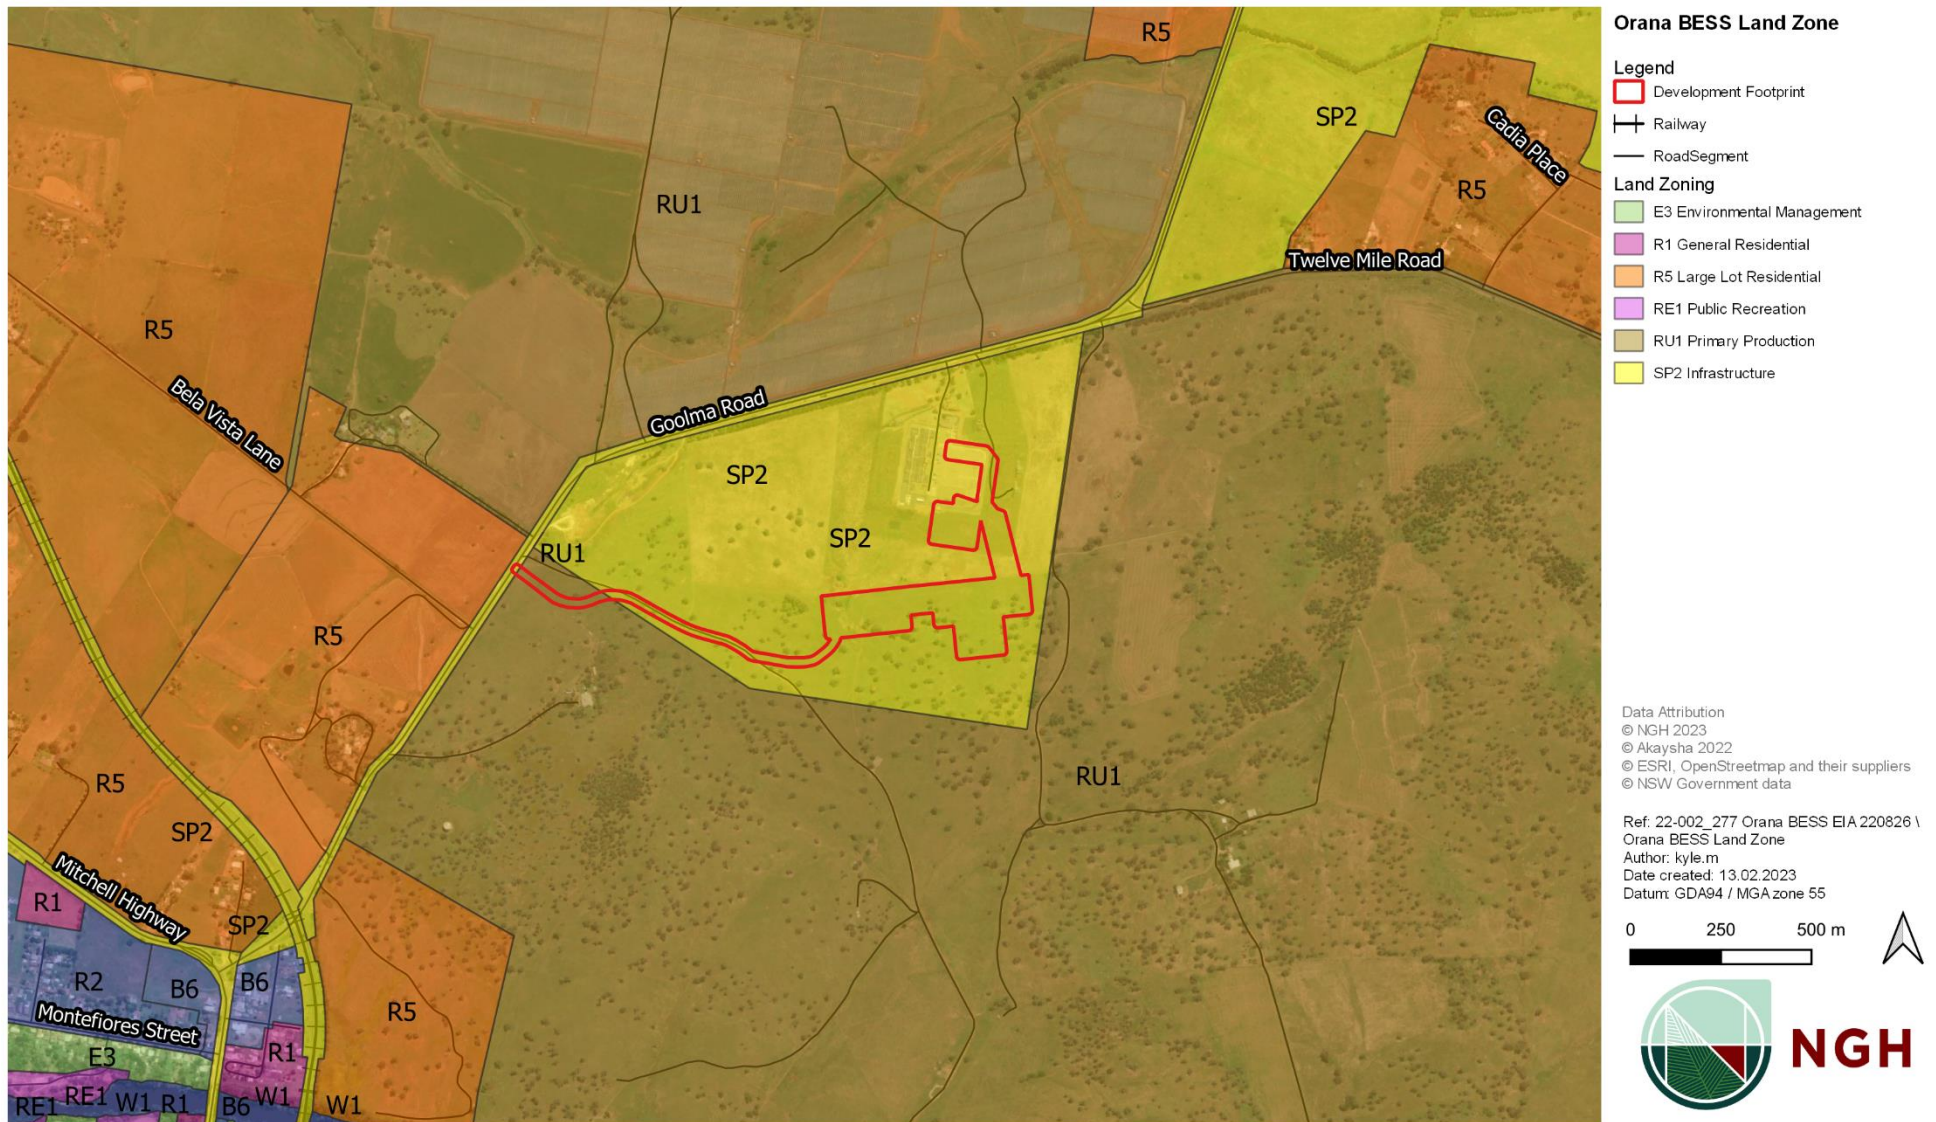 R5
SP2
Cadia Place
R5
RU1
Twelve Mile Road
R5
Bela Vista Lane
Goolma Road
SP2
SP2
RU1
R5
R5
RU1
SP2
Mitchell Highway
R1
SP2
R2
B6
B6
R5
Montefiores Street
E3
R1
RE1
RE1
W1
R1
B6
W1
W1
Orana BESS Land Zone
Legend
Development Footprint
Railway
RoadSegment
Land Zoning
E3 Environmental Management
R1 General Residential
R5 Large Lot Residential
RE1 Public Recreation
RU1 Primary Production
SP2 Infrastructure
Data Attribution
© NGH 2023
© Akaysha 2022
© ESRI, OpenStreetmap and their suppliers
© NSW Government data
Ref: 22-002_277 Orana BESS EIA 220826 \
Orana BESS Land Zone
Author: kyle.m
Date created: 13.02.2023
Datum: GDA94 / MGA zone 55
0 250 500 m
NGH